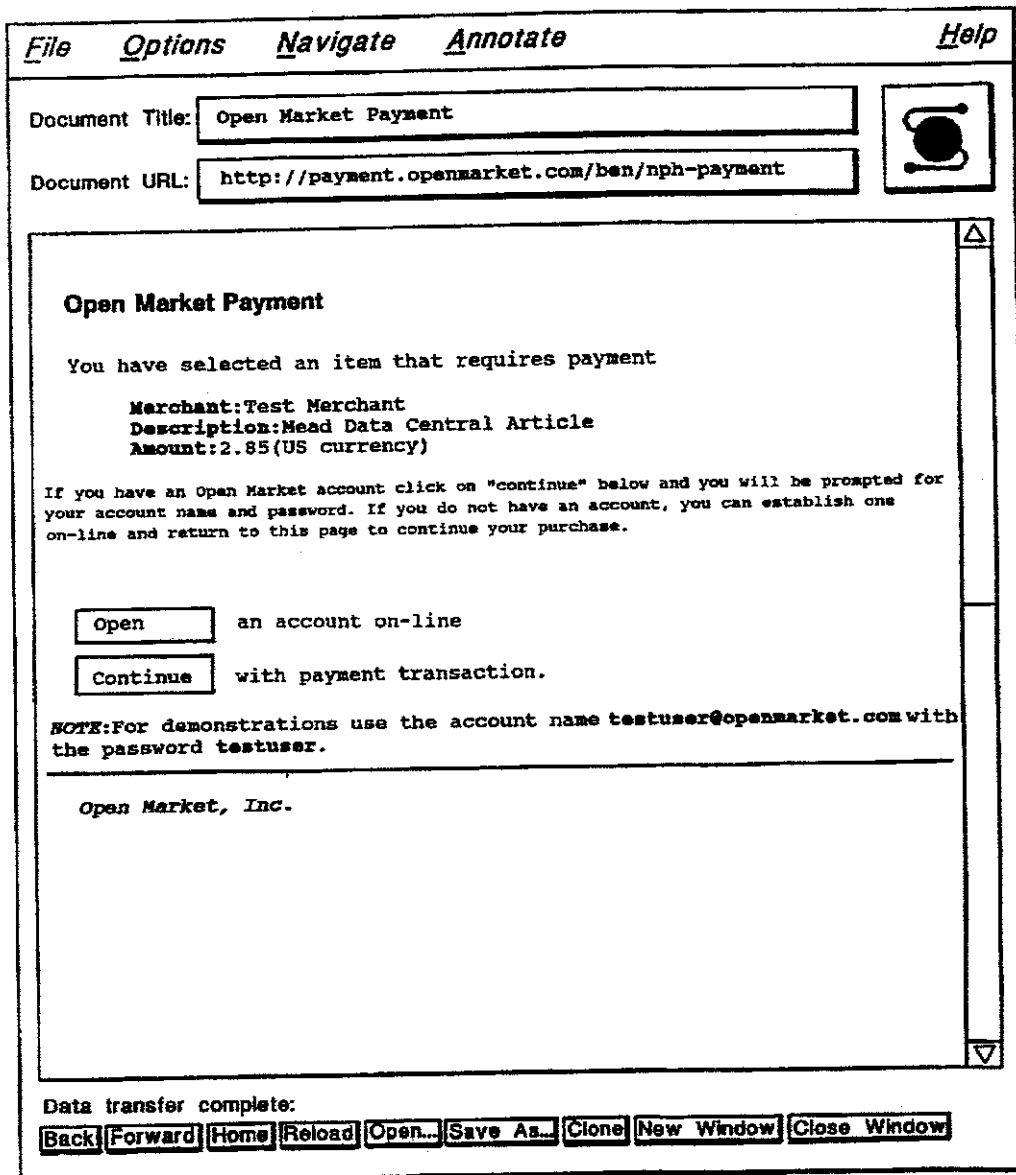 File Options Navigate Annotate Help
Document Title: Open Market Payment
Document URL: http://payment.openmarket.com/ben/nph-payment
Open Market Payment
You have selected an item that requires payment
Merchant:Test Merchant
Description:Mead Data Central Article
Amount:2.85(US currency)
If you have an Open Market account click on "continue" below and you will be prompted for
your account name and password. If you do not have an account, you can establish one
on-line and return to this page to continue your purchase.
Open an account on-line
Continue with payment transaction.
NOTE:For demonstrations use the account name testuser@openmarket.com with
the password testuser.
Open Market, Inc.
Data transfer complete:
Back Forward Home Reload Open... Save As... Clone New Window Close Window